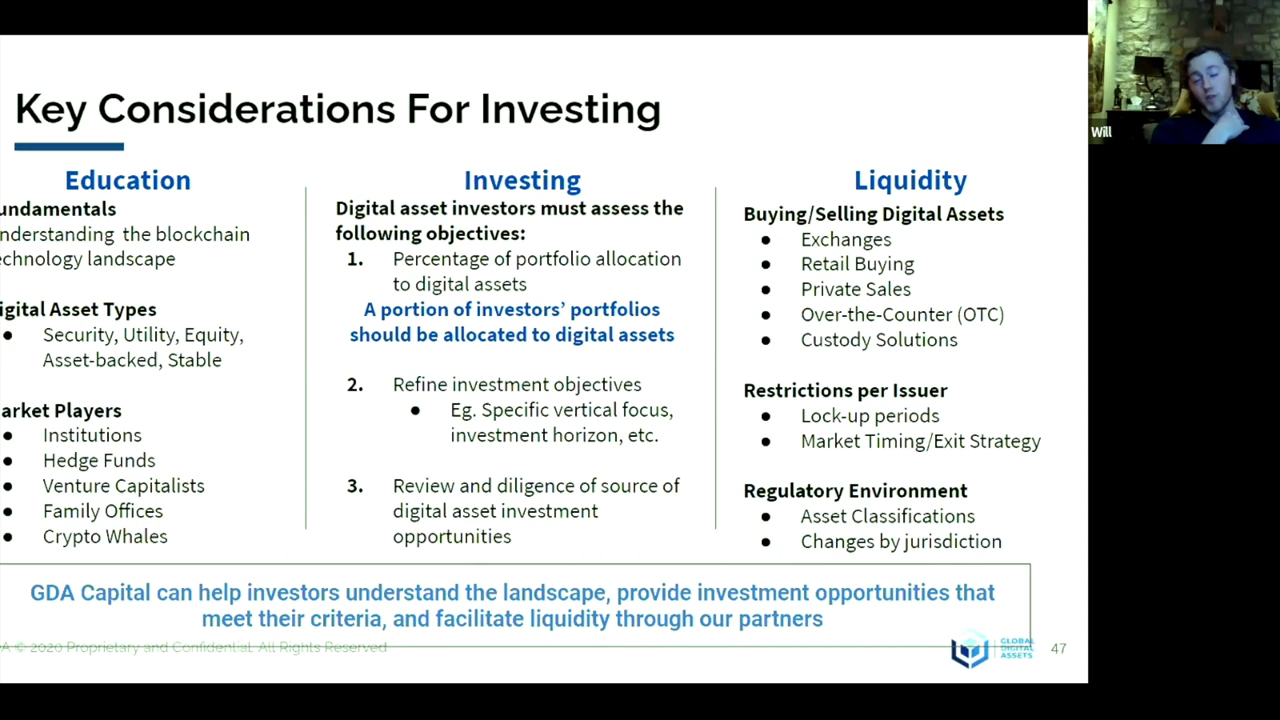 Key Considerations For Investing
Education
undamentals
nderstanding the blockchain
echnology landscape
igital Asset Types
● Security, Utility, Equity,
Asset-backed, Stable
arket Players
● Institutions
● Hedge Funds
● Venture Capitalists
● Family Offices
● Crypto Whales
Investing
Digital asset investors must assess the
following objectives:
1. Percentage of portfolio allocation
to digital assets
A portion of investors’ portfolios
should be allocated to digital assets
2. Refine investment objectives
● Eg. Specific vertical focus,
investment horizon, etc.
3. Review and diligence of source of
digital asset investment
opportunities
Liquidity
Buying/Selling Digital Assets
● Exchanges
● Retail Buying
● Private Sales
● Over-the-Counter (OTC)
● Custody Solutions
Restrictions per Issuer
● Lock-up periods
● Market Timing/Exit Strategy
Regulatory Environment
● Asset Classifications
● Changes by jurisdiction
GDA Capital can help investors understand the landscape, provide investment opportunities that
meet their criteria, and facilitate liquidity through our partners
A © 2020 Proprietary and Confidential. All Rights Reserved
GLOBAL
DIGITAL
ASSETS
47
Will